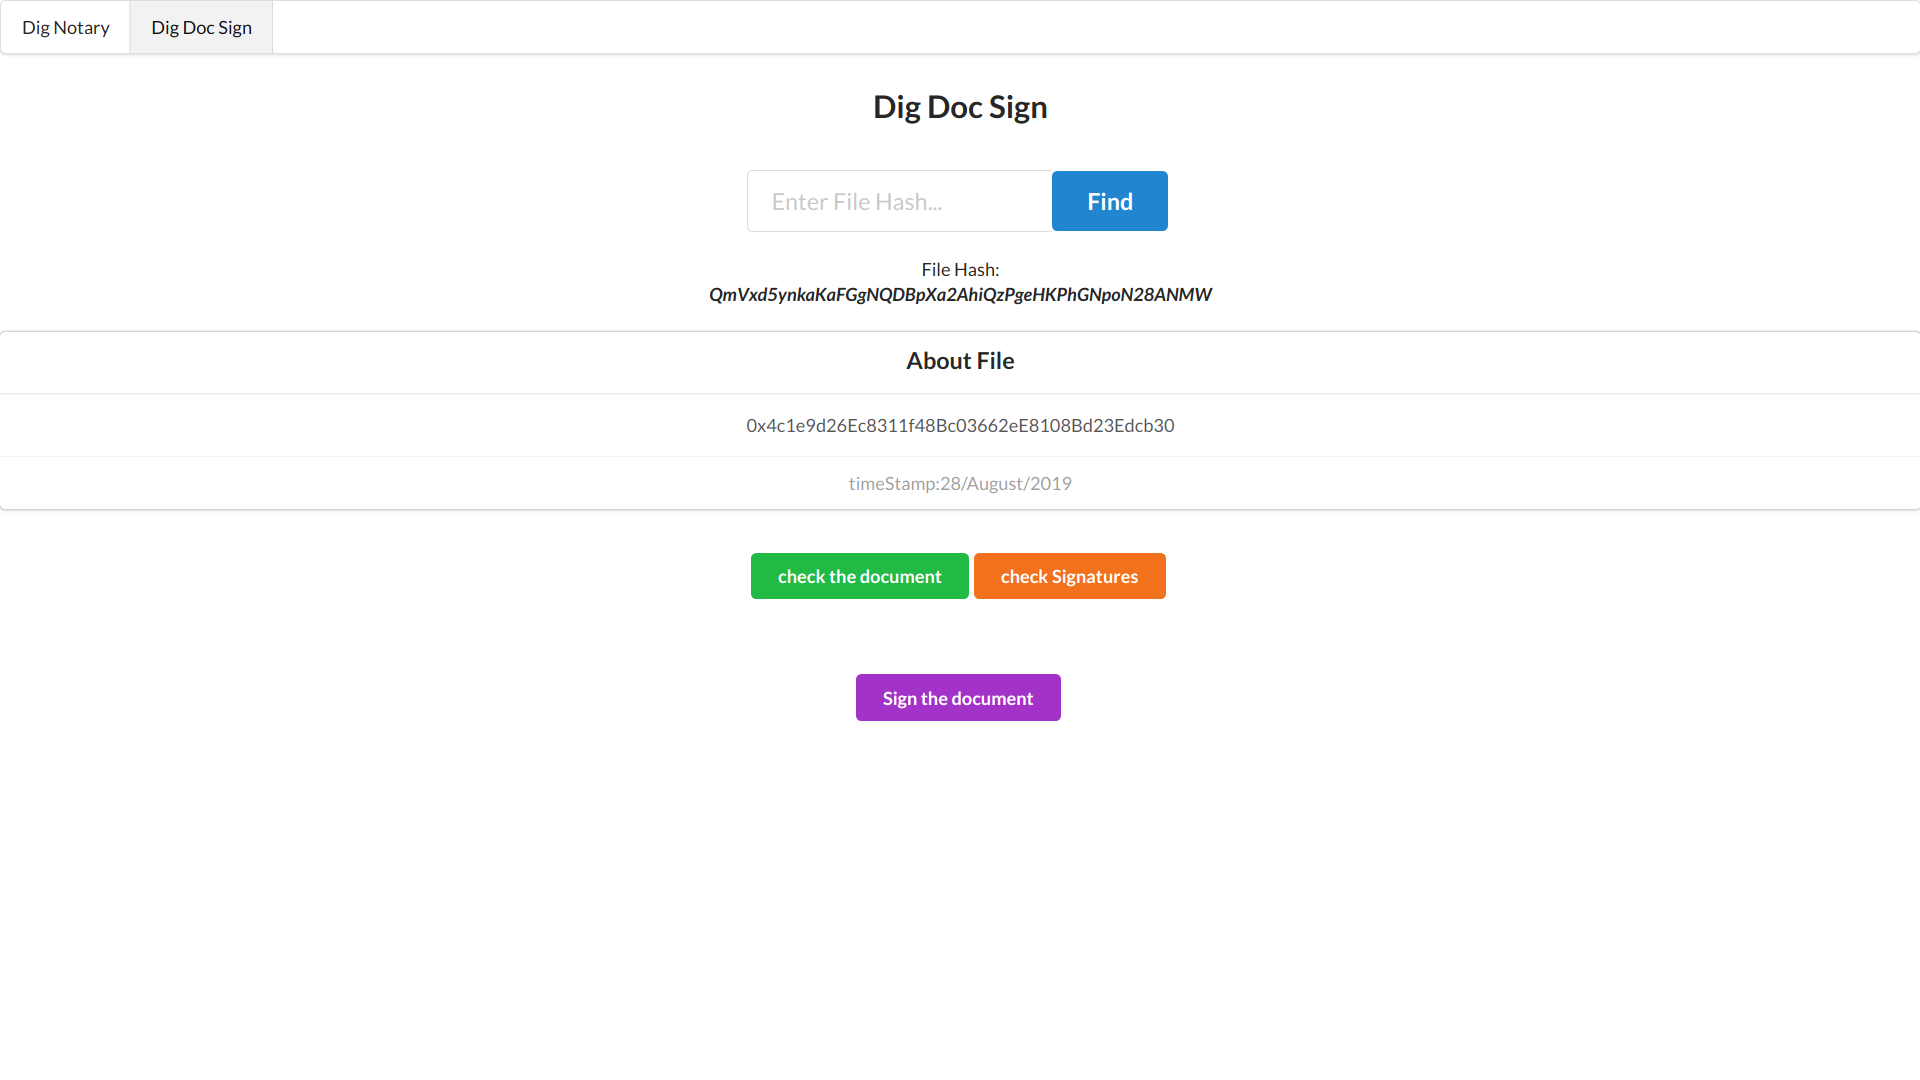 Dig Notary
Dig Doc Sign
Dig Doc Sign
Enter File Hash...
Find
File Hash:
QmVxd5ynkaKaFGgNQDBpXa2AhiQzPgeHKPhGNpoN28ANMW
About File
0x4c1e9d26Ec8311f48Bc03662eE8108Bd23Edcb30
timeStamp:28/August/2019
check the document
check Signatures
Sign the document